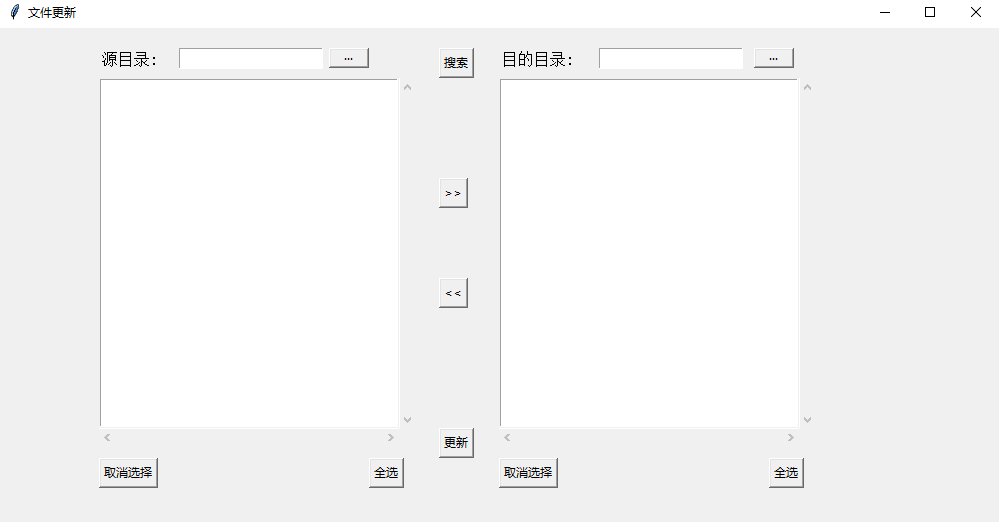 文件更新
源目录: ... 搜索 目的目录: ...
>>
<<
更新
取消选择 全选 取消选择 全选